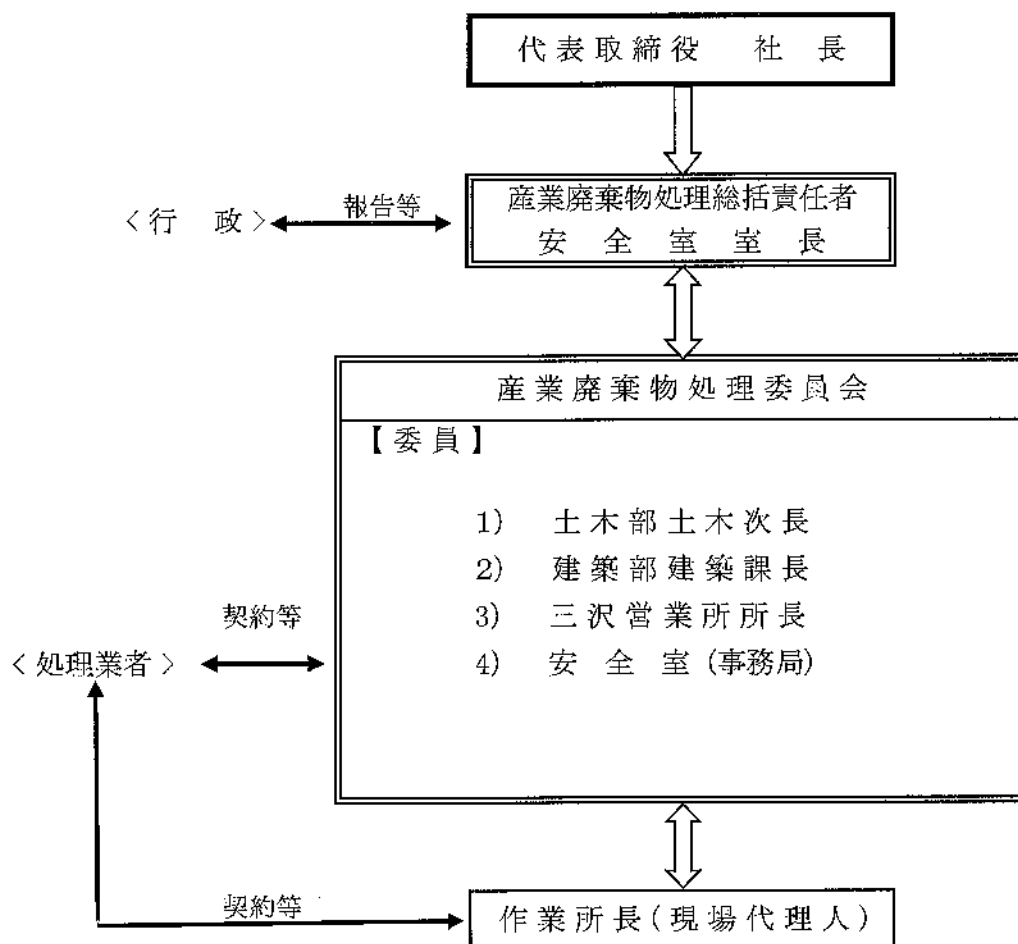 代表取締役　社長
産業廃棄物処理総括責任者
安全室室長
<行　政>
報告等
産業廃棄物処理委員会
【委員】
1)　土木部土木次長
2)　建築部建築課長
3)　三沢営業所所長
4)　安全室(事務局)
契約等
<処理業者>
契約等
作業所長(現場代理人)